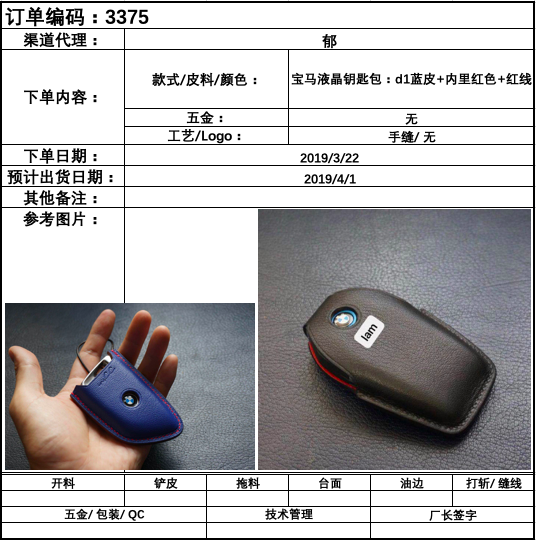 订单编码：3375
渠道代理： 郁
下单内容： 款式/皮料/颜色： 宝马液晶钥匙包：d1蓝皮+内里红色+红线
五金： 无
工艺/Logo： 手缝/ 无
下单日期： 2019/3/22
预计出货日期： 2019/4/1
其他备注：
参考图片：
Iam
开料 铲皮 拖料 台面 油边 打斩/ 缝线
五金/ 包装/ QC 技术管理 厂长签字